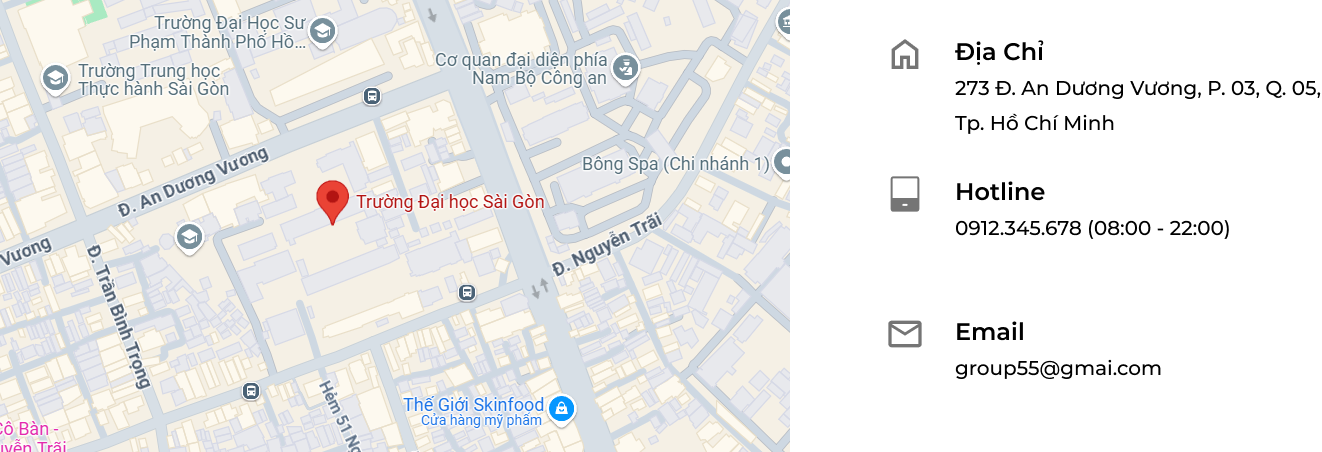 Trường Đại Học Sư
Phạm Thành Phố Hồ...
Trường Trung học
Thực hành Sài Gòn
Cơ quan đại diện phía
Nam Bộ Công an
Đ. An Dương Vương
Bông Spa (Chi nhánh 1)
Trường Đại học Sài Gòn
Vương
Đ. Nguyễn Trãi
Đ. Trần Bình Trọng
Hẻm 51 Ng
Thế Giới Skinfood
Cửa hàng mỹ phẩm
Cô Bàn -
uyễn Trãi
Địa Chỉ
273 Đ. An Dương Vương, P. 03, Q. 05,
Tp. Hồ Chí Minh
Hotline
0912.345.678 (08:00 - 22:00)
Email
group55@gmai.com